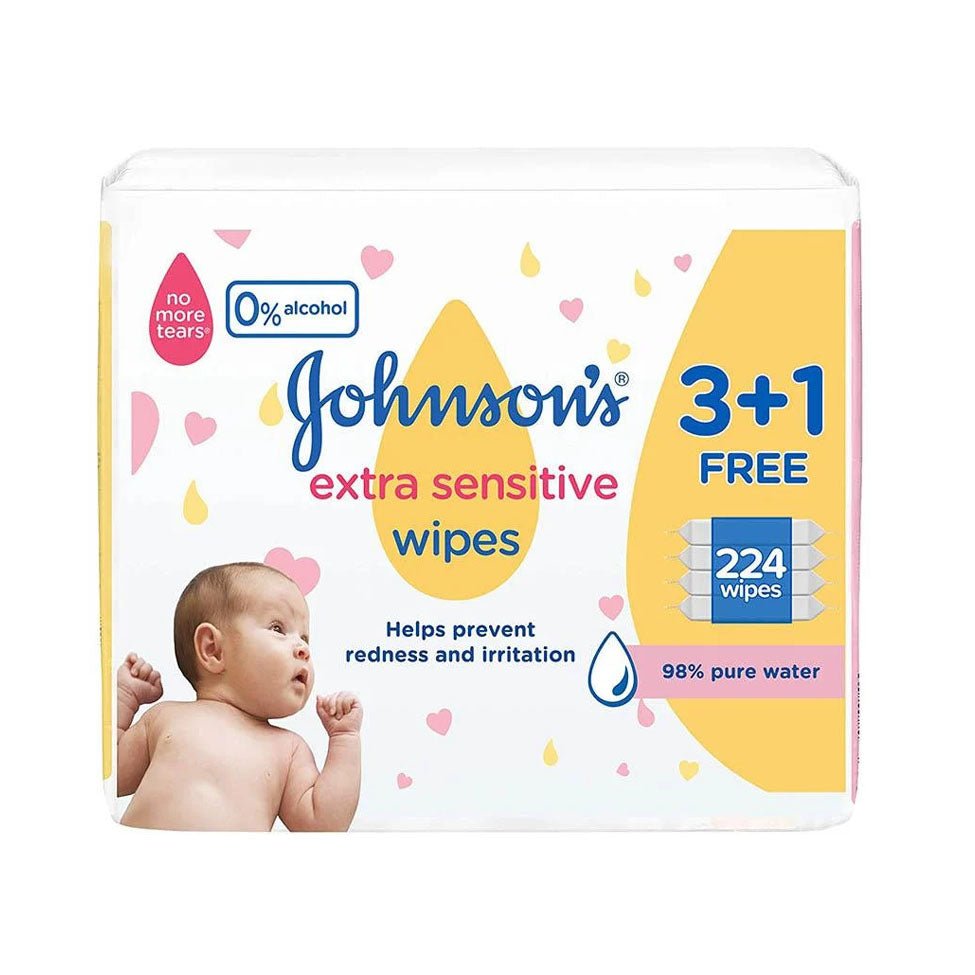 no
more
tears®
0% alcohol
Johnson's®
extra sensitive
wipes
Helps prevent
redness and irritation
3+1
FREE
224
wipes
98% pure water